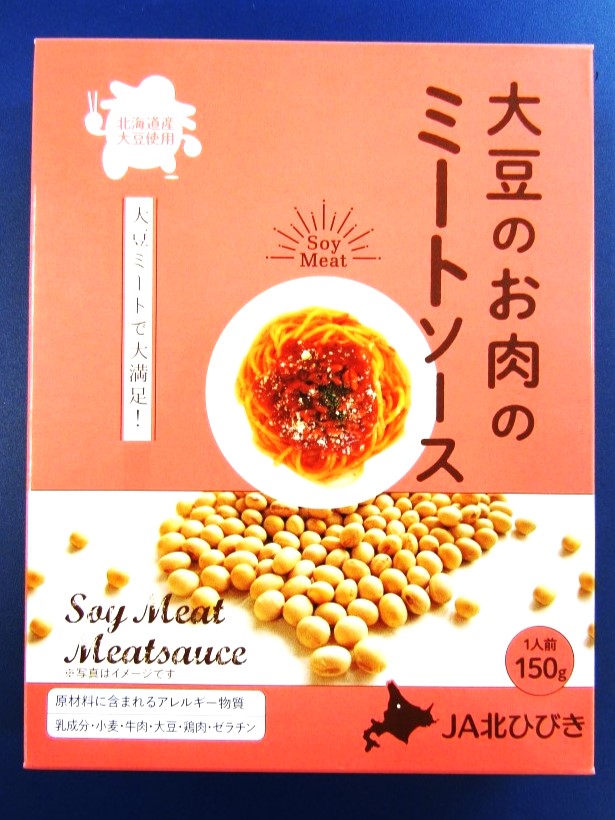 大豆のお肉の
ミートソース
北海道産
大豆使用
大豆ミートで大満足！
Soy
Meat
Soy Meat
Meatsauce
※写真はイメージです
1人前
150g
原材料に含まれるアレルギー物質
乳成分・小麦・牛肉・大豆・鶏肉・ゼラチン
JA北ひびき